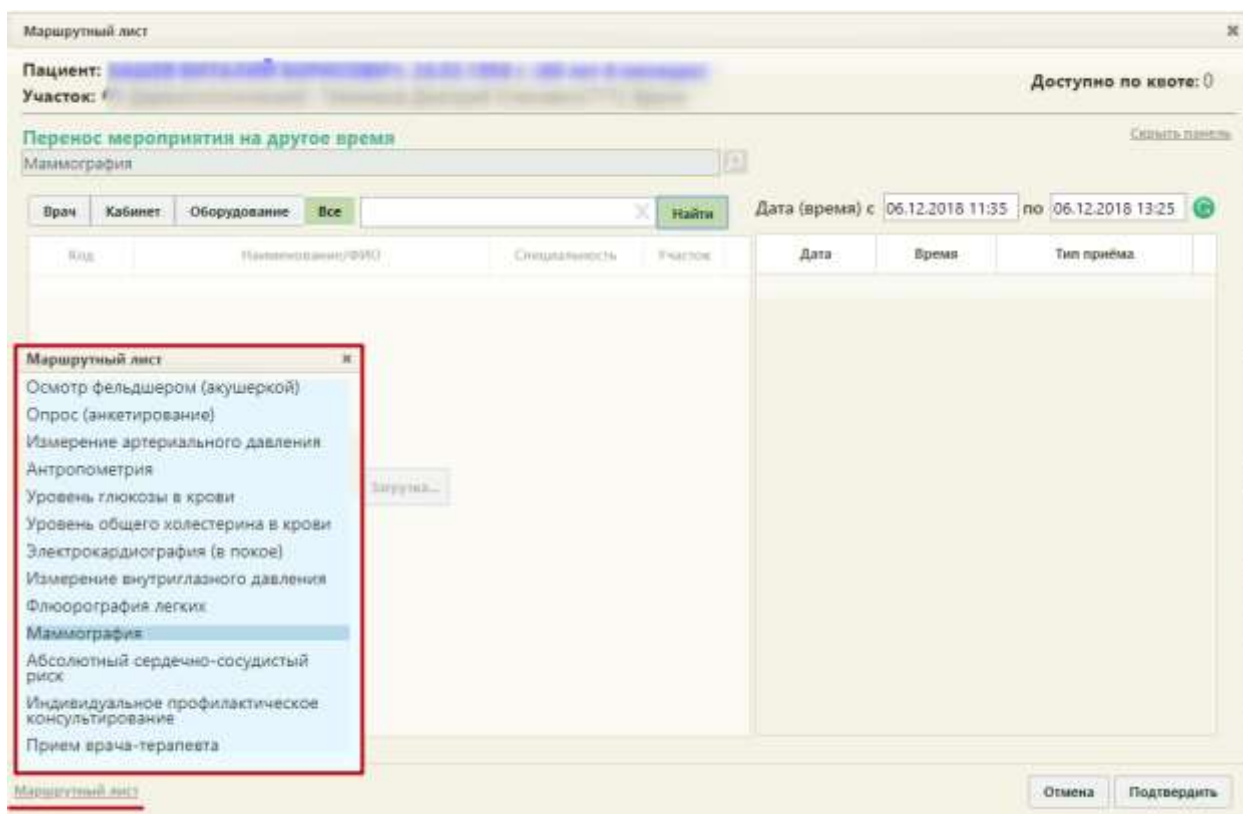 Маршрутный лист
Пациент:
Участок:
Доступно по квоте: 0
Перенос мероприятия на другое время
Скрыть панель
Маммография
Врач Кабинет Оборудование Все Найти
Дата (время) с 06.12.2018 11:35 по 06.12.2018 13:25
Код Наименование/ФИО Специальность Участок
Дата Время Тип приёма
Маршрутный лист
Осмотр фельдшером (акушеркой)
Опрос (анкетирование)
Измерение артериального давления
Антропометрия
Уровень глюкозы в крови
Уровень общего холестерина в крови
Электрокардиография (в покое)
Измерение внутриглазного давления
Флюорография легких
Маммография
Абсолютный сердечно-сосудистый
риск
Индивидуальное профилактическое
консультирование
Прием врача-терапевта
Загрузка...
Маршрутный лист
Отмена Подтвердить